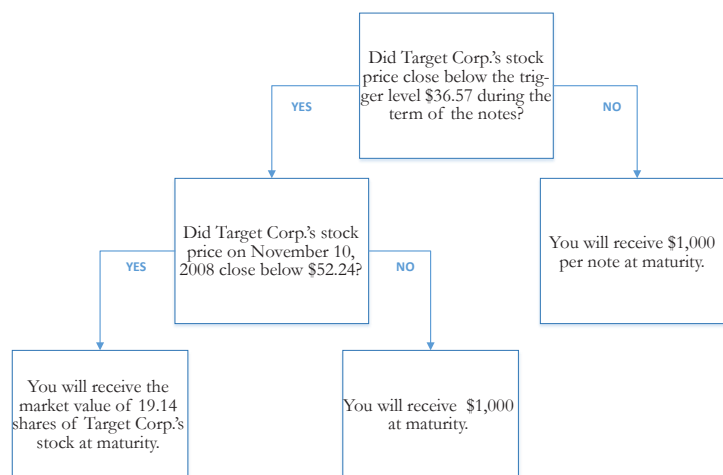 Did Target Corp.'s stock
price close below the trig-
ger level $36.57 during the
term of the notes?
YES
NO
Did Target Corp.'s stock
price on November 10,
2008 close below $52.24?
You will receive $1,000
per note at maturity.
YES
NO
You will receive the
market value of 19.14
shares of Target Corp.'s
stock at maturity.
You will receive $1,000
at maturity.